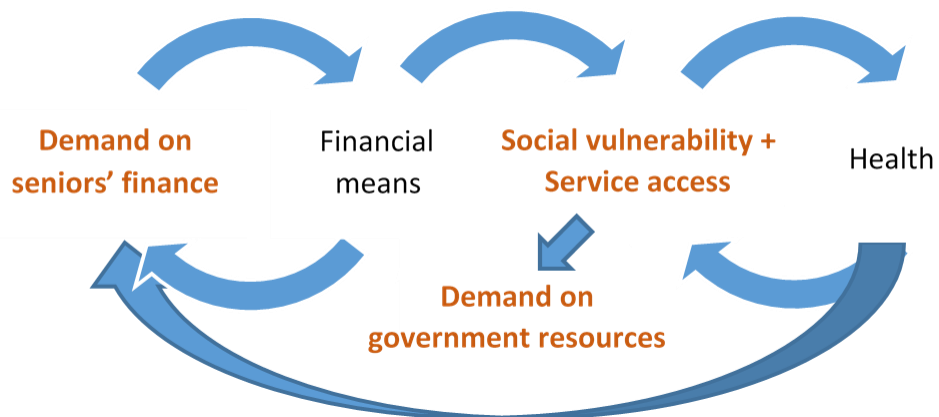 Demand on
seniors’ finance
Financial
means
Social vulnerability +
Service access
Health
Demand on
government resources